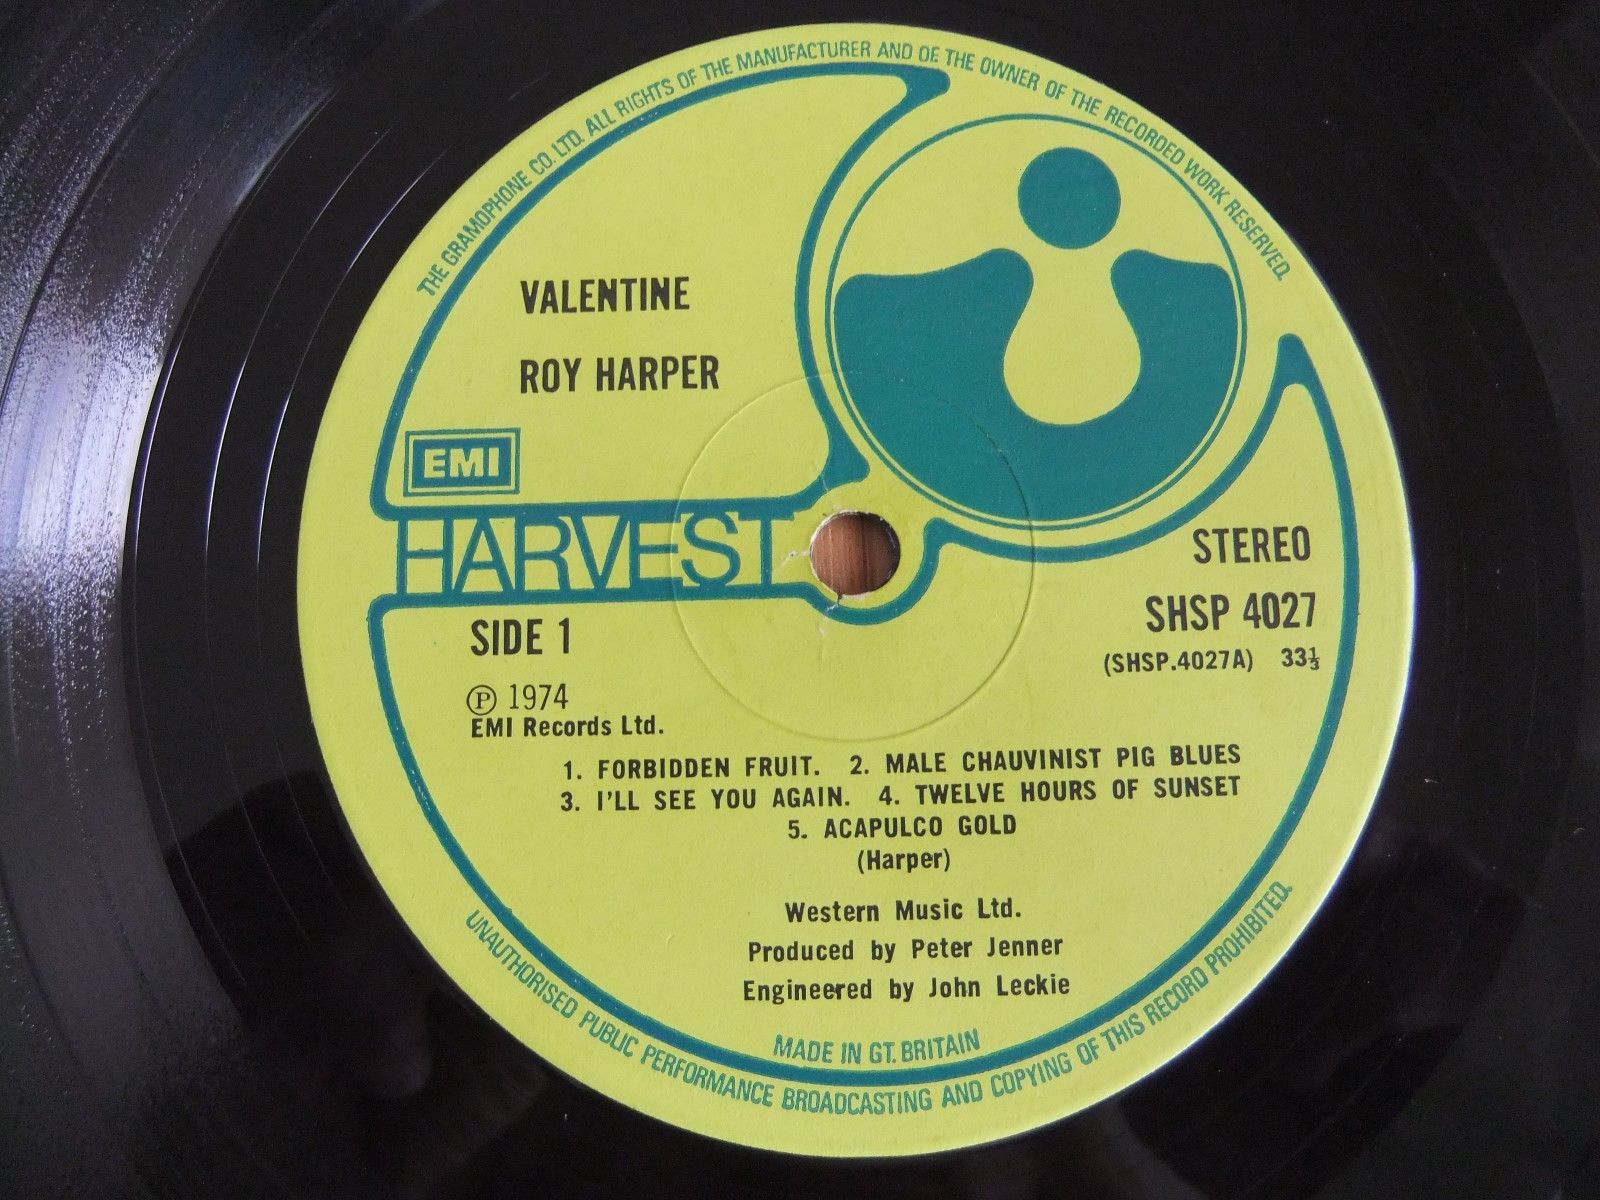 THE GRAMOPHONE CO. LTD. ALL RIGHTS OF THE MANUFACTURER AND OE THE OWNER OF THE RECORDED WORK RESERVED.
VALENTINE
ROY HARPER
EMI
HARVEST
STEREO
SHSP 4027
(SHSP.4027A) 33⅓
SIDE 1
℗ 1974
EMI Records Ltd.
1. FORBIDDEN FRUIT. 2. MALE CHAUVINIST PIG BLUES
3. I'LL SEE YOU AGAIN. 4. TWELVE HOURS OF SUNSET
5. ACAPULCO GOLD
(Harper)
Western Music Ltd.
Produced by Peter Jenner
Engineered by John Leckie
MADE IN GT. BRITAIN
UNAUTHORISED PUBLIC PERFORMANCE BROADCASTING AND COPYING OF THIS RECORD PROHIBITED.